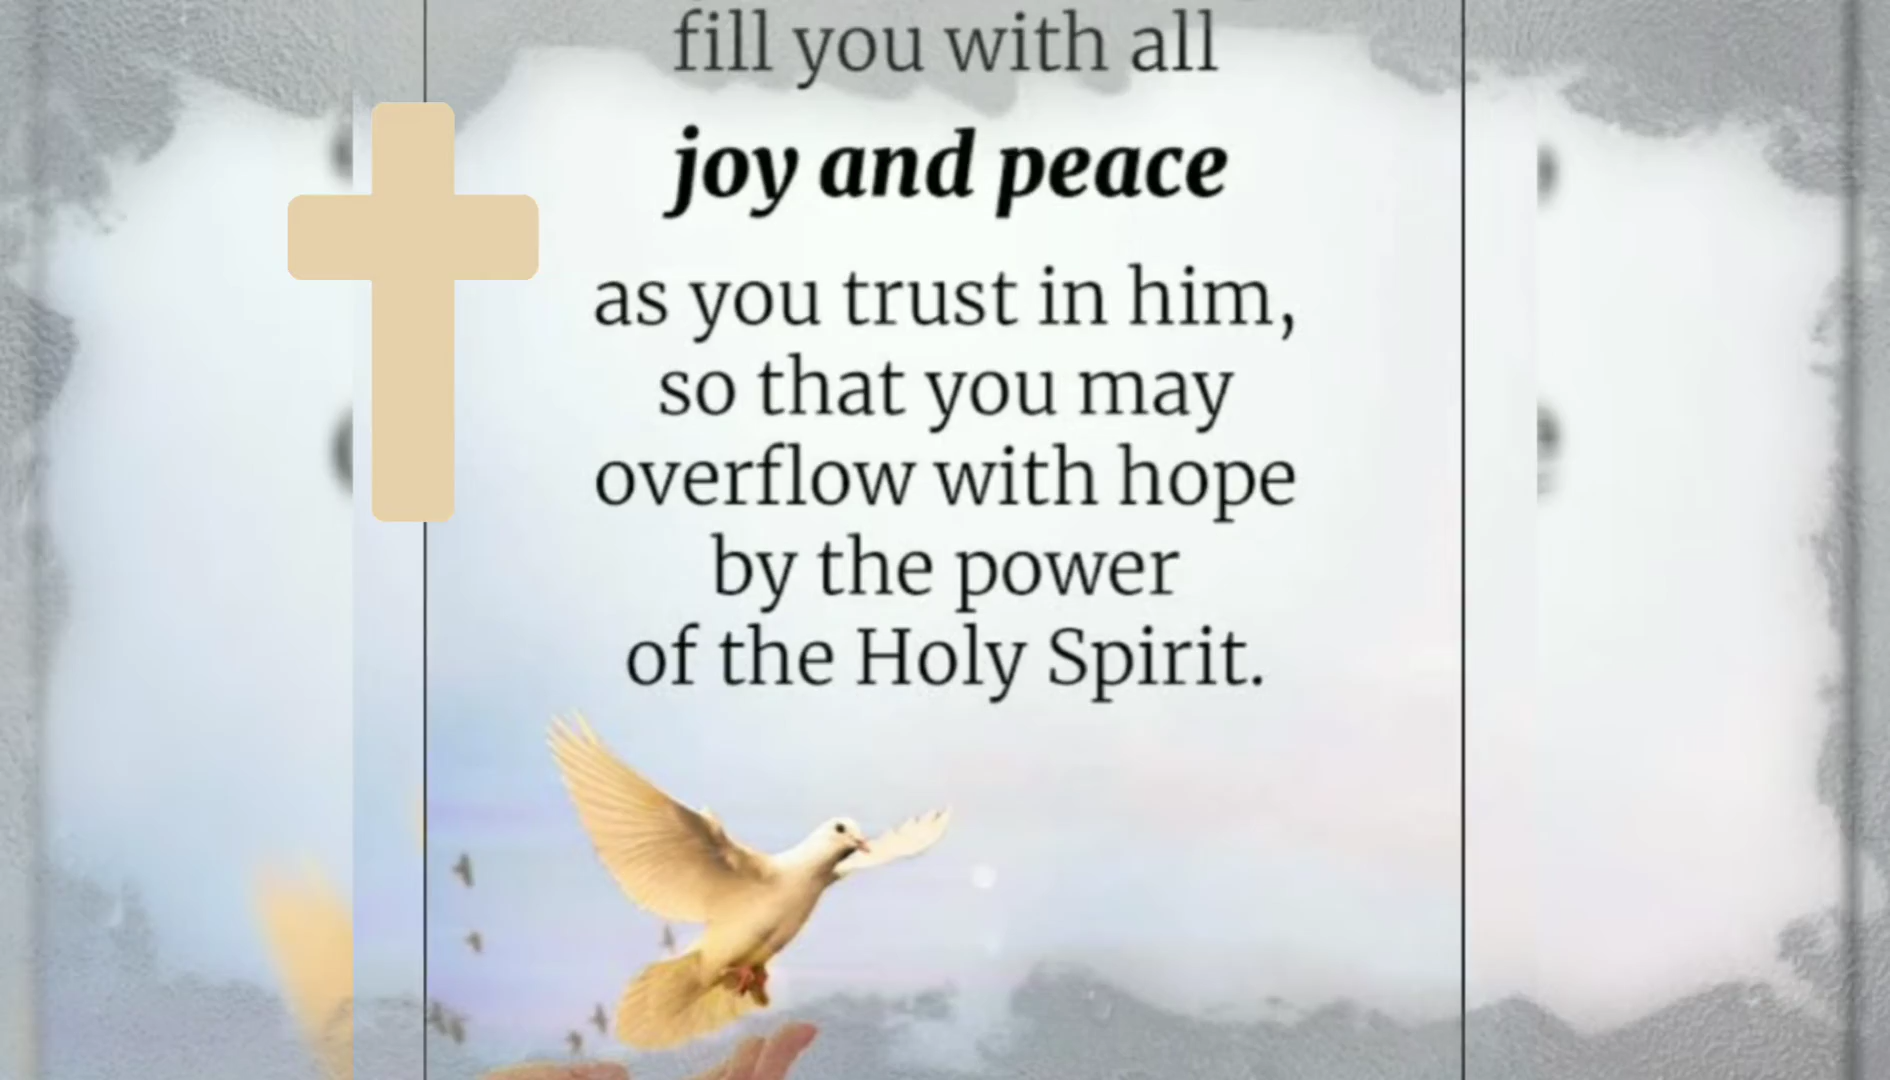 fill you with all
joy and peace
as you trust in him,
so that you may
overflow with hope
by the power
of the Holy Spirit.